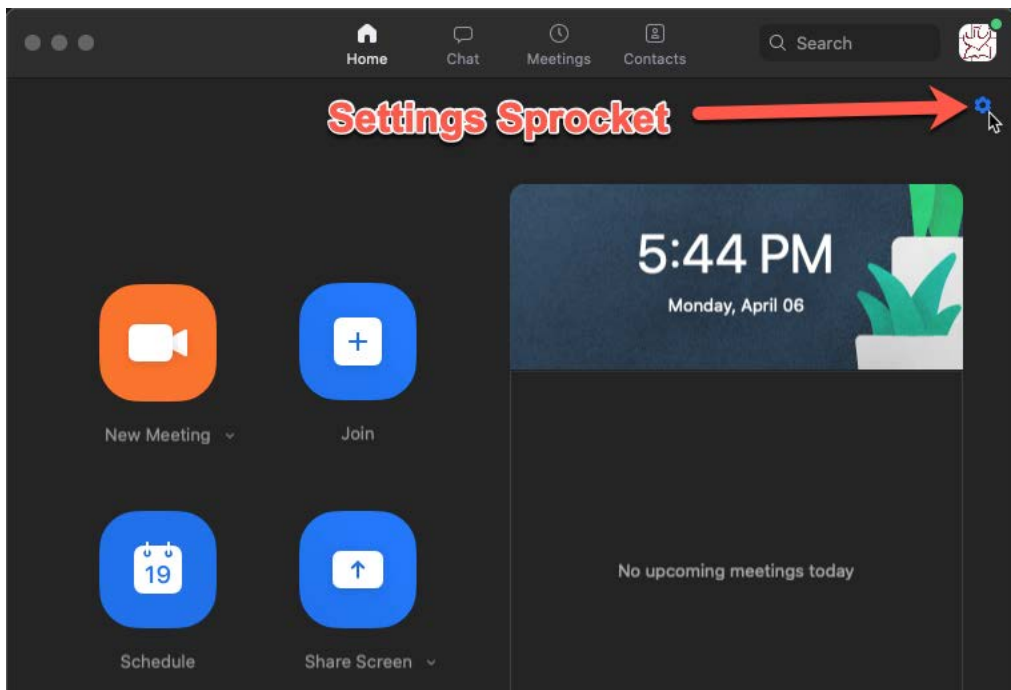 Home
Chat
Meetings
Contacts
Search
Settings Sprocket
5:44 PM
Monday, April 06
New Meeting
Join
19
Schedule
Share Screen
No upcoming meetings today